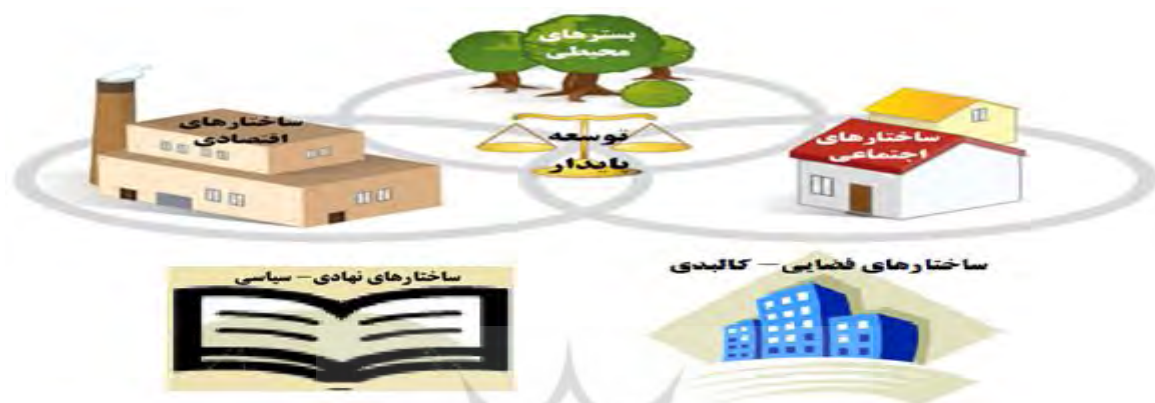 بسترهای
محیطی
ساختارهای
اجتماعی
توسعه
پایدار
ساختارهای
اقتصادی
ساختارهای فضایی – کالبدی
ساختارهای نهادی – سیاسی